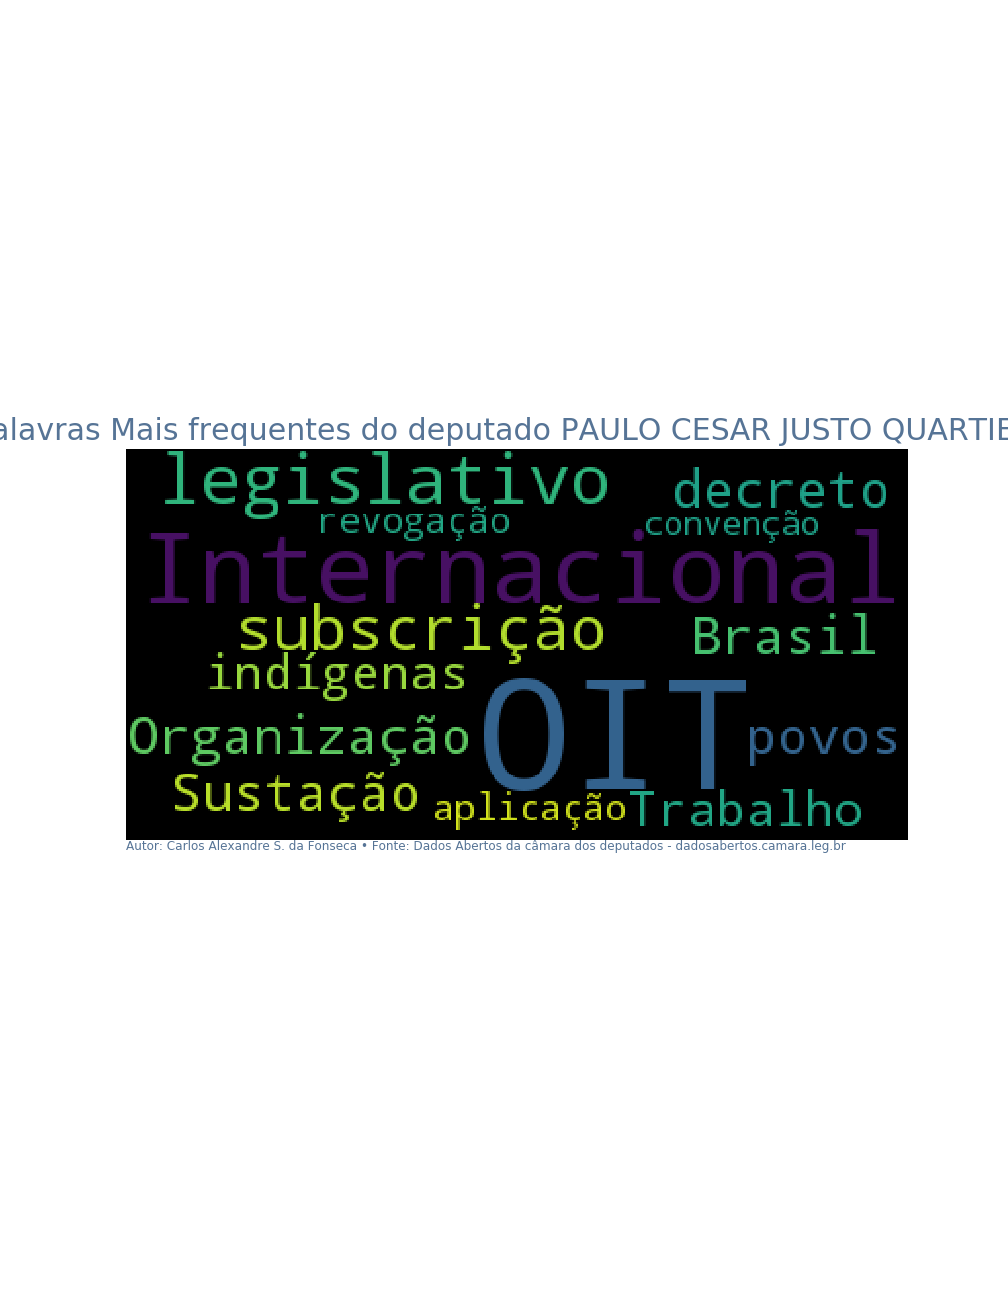 alavras Mais frequentes do deputado PAULO CESAR JUSTO QUARTIE
legislativo
decreto
revogação
convenção
Internacional
subscrição
Brasil
indígenas
OIT
Organização
povos
Sustação
aplicação
Trabalho
Autor: Carlos Alexandre S. da Fonseca • Fonte: Dados Abertos da câmara dos deputados - dadosabertos.camara.leg.br